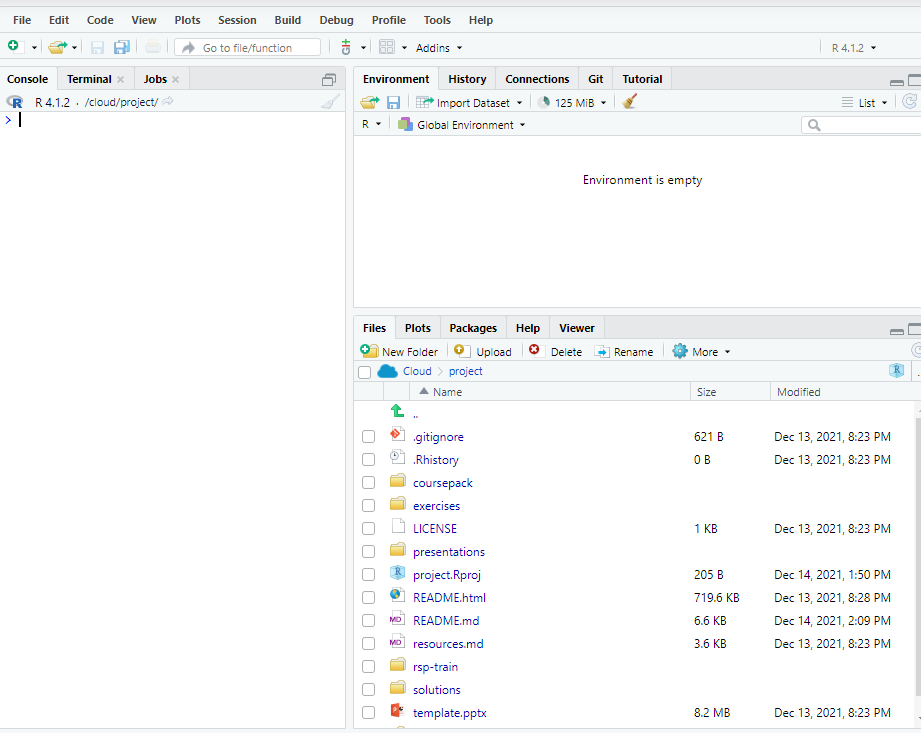 File Edit Code View Plots Session Build Debug Profile Tools Help
Go to file/function Addins R 4.1.2
Console Terminal Jobs
R 4.1.2 · /cloud/project/
>
Environment History Connections Git Tutorial
Import Dataset 125 MiB List
R Global Environment
Environment is empty
Files Plots Packages Help Viewer
New Folder Upload Delete Rename More
Cloud project R
Name Size Modified
..
.gitignore 621 B Dec 13, 2021, 8:23 PM
.Rhistory 0 B Dec 13, 2021, 8:23 PM
coursepack
exercises
LICENSE 1 KB Dec 13, 2021, 8:23 PM
presentations
project.Rproj 205 B Dec 14, 2021, 1:50 PM
README.html 719.6 KB Dec 13, 2021, 8:28 PM
MD README.md 6.6 KB Dec 14, 2021, 2:09 PM
MD resources.md 3.6 KB Dec 13, 2021, 8:23 PM
rsp-train
solutions
template.pptx 8.2 MB Dec 13, 2021, 8:23 PM